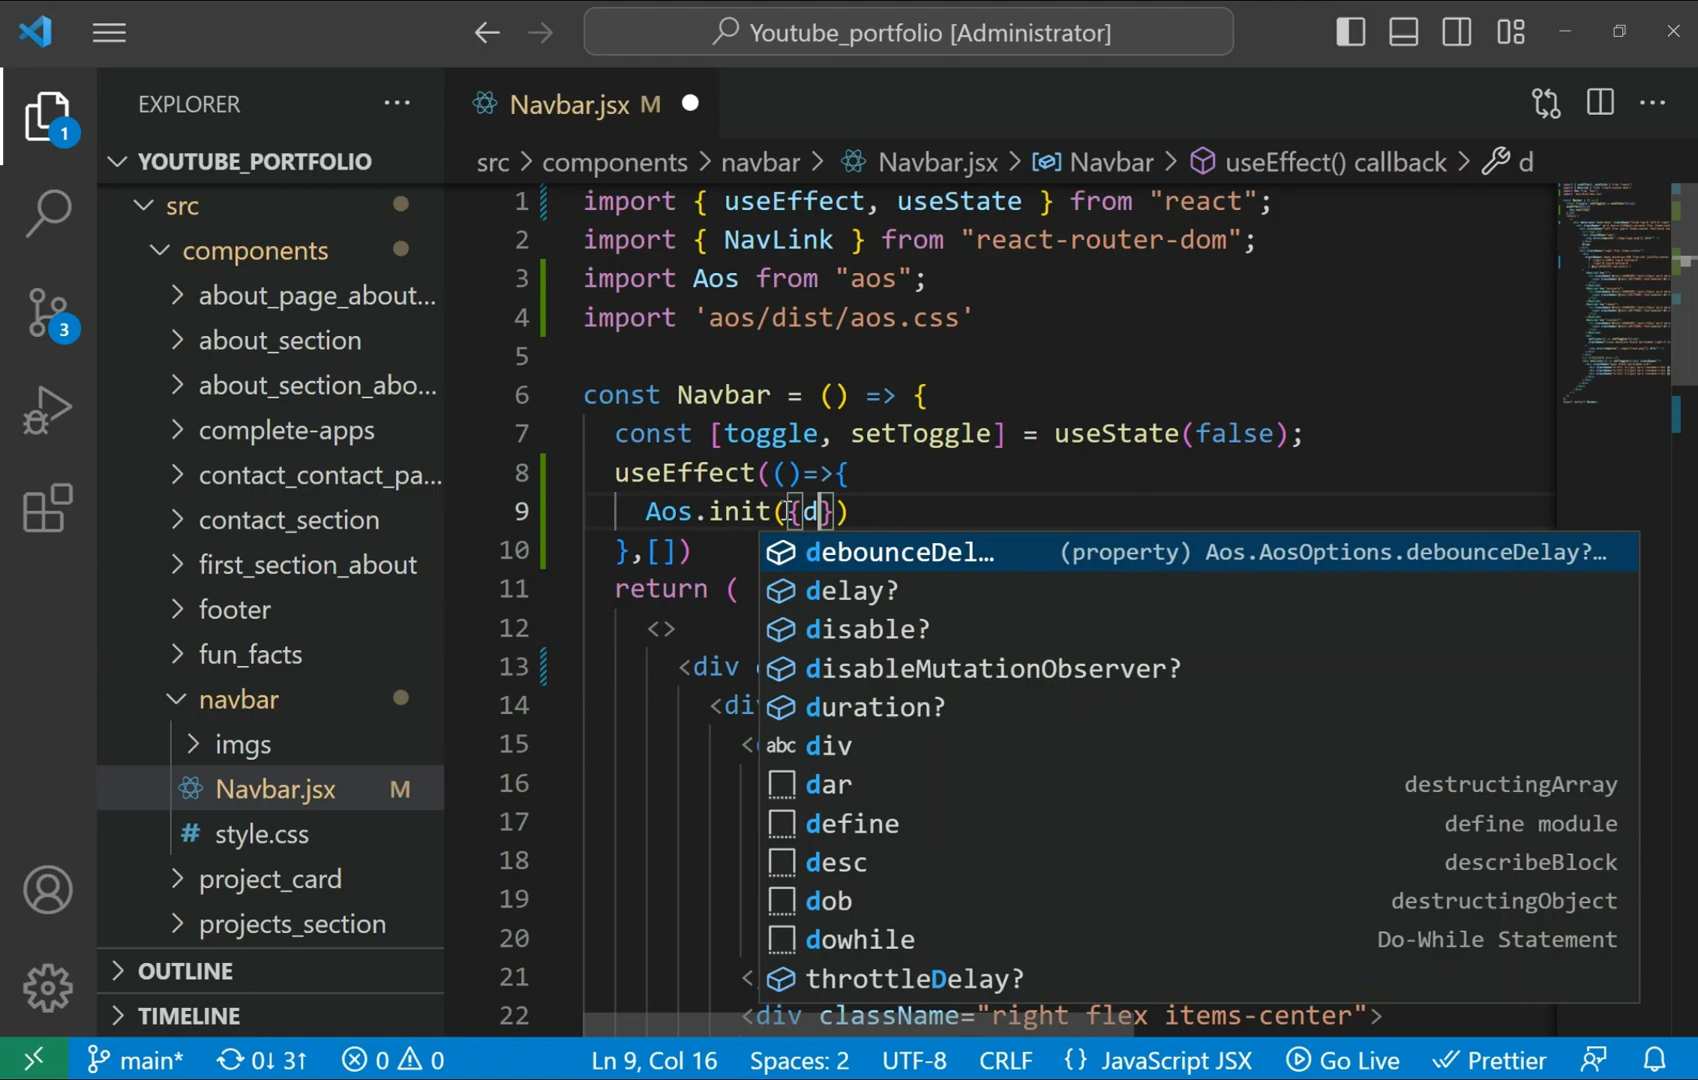 Youtube_portfolio [Administrator]
EXPLORER
Navbar.jsx M
1
YOUTUBE_PORTFOLIO
src > components > navbar > Navbar.jsx > Navbar > useEffect() callback > d
src
components
about_page_about...
about_section
about_section_abo...
complete-apps
contact_contact_pa...
contact_section
first_section_about
footer
fun_facts
navbar
imgs
Navbar.jsx M
# style.css
project_card
projects_section
OUTLINE
TIMELINE
3
1 import { useEffect, useState } from "react";
2 import { NavLink } from "react-router-dom";
3 import Aos from "aos";
4 import 'aos/dist/aos.css'
5
6 const Navbar = () => {
7 const [toggle, setToggle] = useState(false);
8 useEffect(()=>{
9 Aos.init({d})
10 },[])
11 return (
12 <>
13 <div
14 <div
15 <
16
17
18
19
20
21 <
22 <div className="right flex items-center">
debounceDel... (property) Aos.AosOptions.debounceDelay?...
delay?
disable?
disableMutationObserver?
duration?
abc div
dar destructingArray
define define module
desc describeBlock
dob destructingObject
dowhile Do-While Statement
throttleDelay?
main* 0↓ 3↑ 0 0 Ln 9, Col 16 Spaces: 2 UTF-8 CRLF {} JavaScript JSX Go Live Prettier